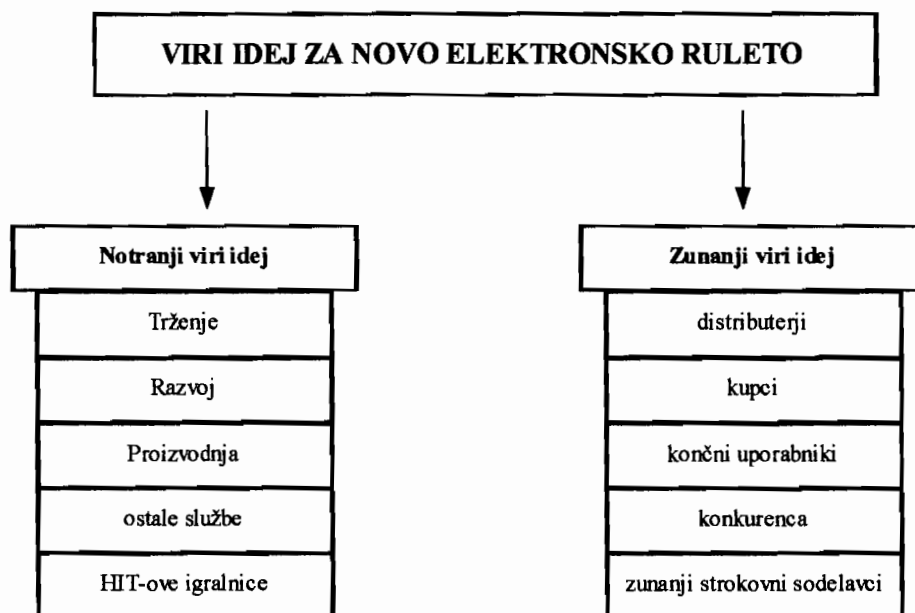 VIRI IDEJ ZA NOVO ELEKTRONSKO RULETO
Notranji viri idej
Trženje
Razvoj
Proizvodnja
ostale službe
HIT-ove igralnice
Zunanji viri idej
distributerji
kupci
končni uporabniki
konkurenca
zunanji strokovni sodelavci